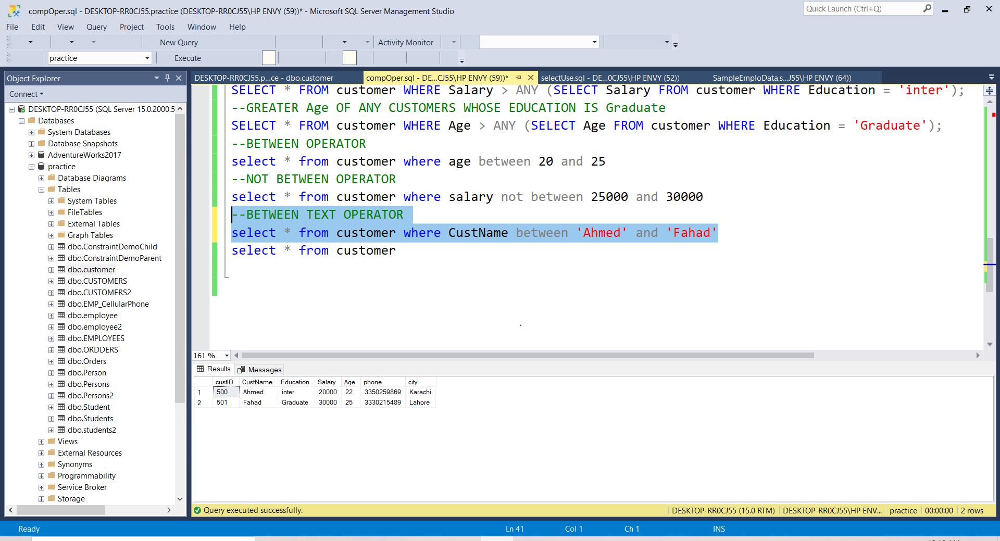 compOper.sql - DESKTOP-RR0CJ55.practice (DESKTOP-RR0CJ55\HP ENVY (59))* - Microsoft SQL Server Management Studio
Quick Launch (Ctrl+Q)
File Edit View Query Project Tools Window Help
New Query Activity Monitor
practice Execute
Object Explorer
Connect
DESKTOP-RR0CJ55 (SQL Server 15.0.2000.5
Databases
System Databases
Database Snapshots
AdventureWorks2017
practice
Database Diagrams
Tables
System Tables
FileTables
External Tables
Graph Tables
dbo.ConstraintDemoChild
dbo.ConstraintDemoParent
dbo.customer
dbo.CUSTOMERS
dbo.CUSTOMERS2
dbo.EMP_CellularPhone
dbo.employee
dbo.employee2
dbo.EMPLOYEES
dbo.ORDDERS
dbo.Orders
dbo.Person
dbo.Persons
dbo.Persons2
dbo.Student
dbo.Students
dbo.students2
Views
External Resources
Synonyms
Programmability
Service Broker
Storage
DESKTOP-RR0CJ55.p...ce - dbo.customer compOper.sql - DE...CJ55\HP ENVY (59))* selectUse.sql - DE...0CJ55\HP ENVY (52)) SampleEmploData.s...J55\HP ENVY (64))
SELECT * FROM customer WHERE Salary > ANY (SELECT Salary FROM customer WHERE Education = 'inter');
--GREATER Age OF ANY CUSTOMERS WHOSE EDUCATION IS Graduate
SELECT * FROM customer WHERE Age > ANY (SELECT Age FROM customer WHERE Education = 'Graduate');
--BETWEEN OPERATOR
select * from customer where age between 20 and 25
--NOT BETWEEN OPERATOR
select * from customer where salary not between 25000 and 30000
--BETWEEN TEXT OPERATOR
select * from customer where CustName between 'Ahmed' and 'Fahad'
select * from customer
161 %
Results Messages
custID CustName Education Salary Age phone city
1 500 Ahmed inter 20000 22 3350259869 Karachi
2 501 Fahad Graduate 30000 25 3330215489 Lahore
Query executed successfully. DESKTOP-RR0CJ55 (15.0 RTM) DESKTOP-RR0CJ55\HP ENV... practice 00:00:00 2 rows
Ready Ln 41 Col 1 Ch 1 INS